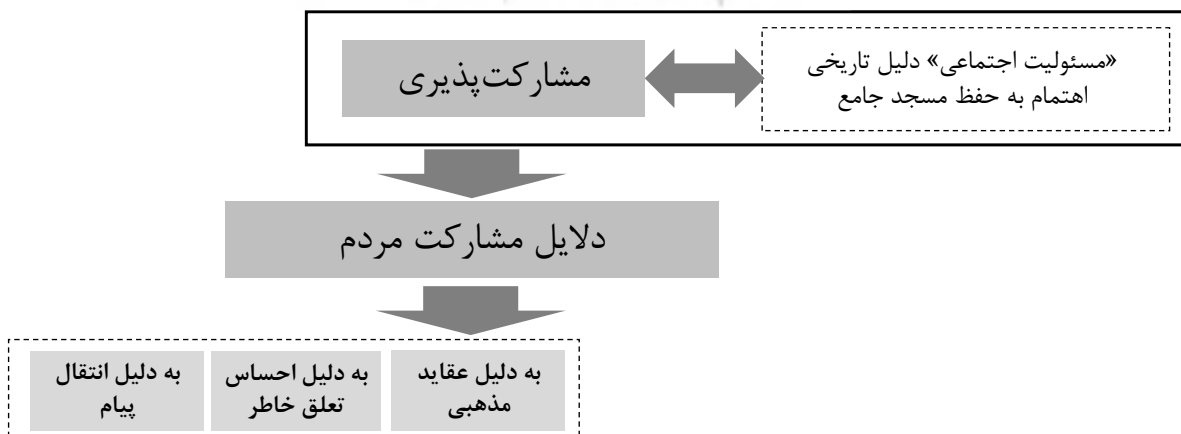 «مسئولیت اجتماعی» دلیل تاریخی
اهتمام به حفظ مسجد جامع
مشارکت‌پذیری
دلایل مشارکت مردم
به دلیل عقاید
مذهبی
به دلیل احساس
تعلق خاطر
به دلیل انتقال
پیام